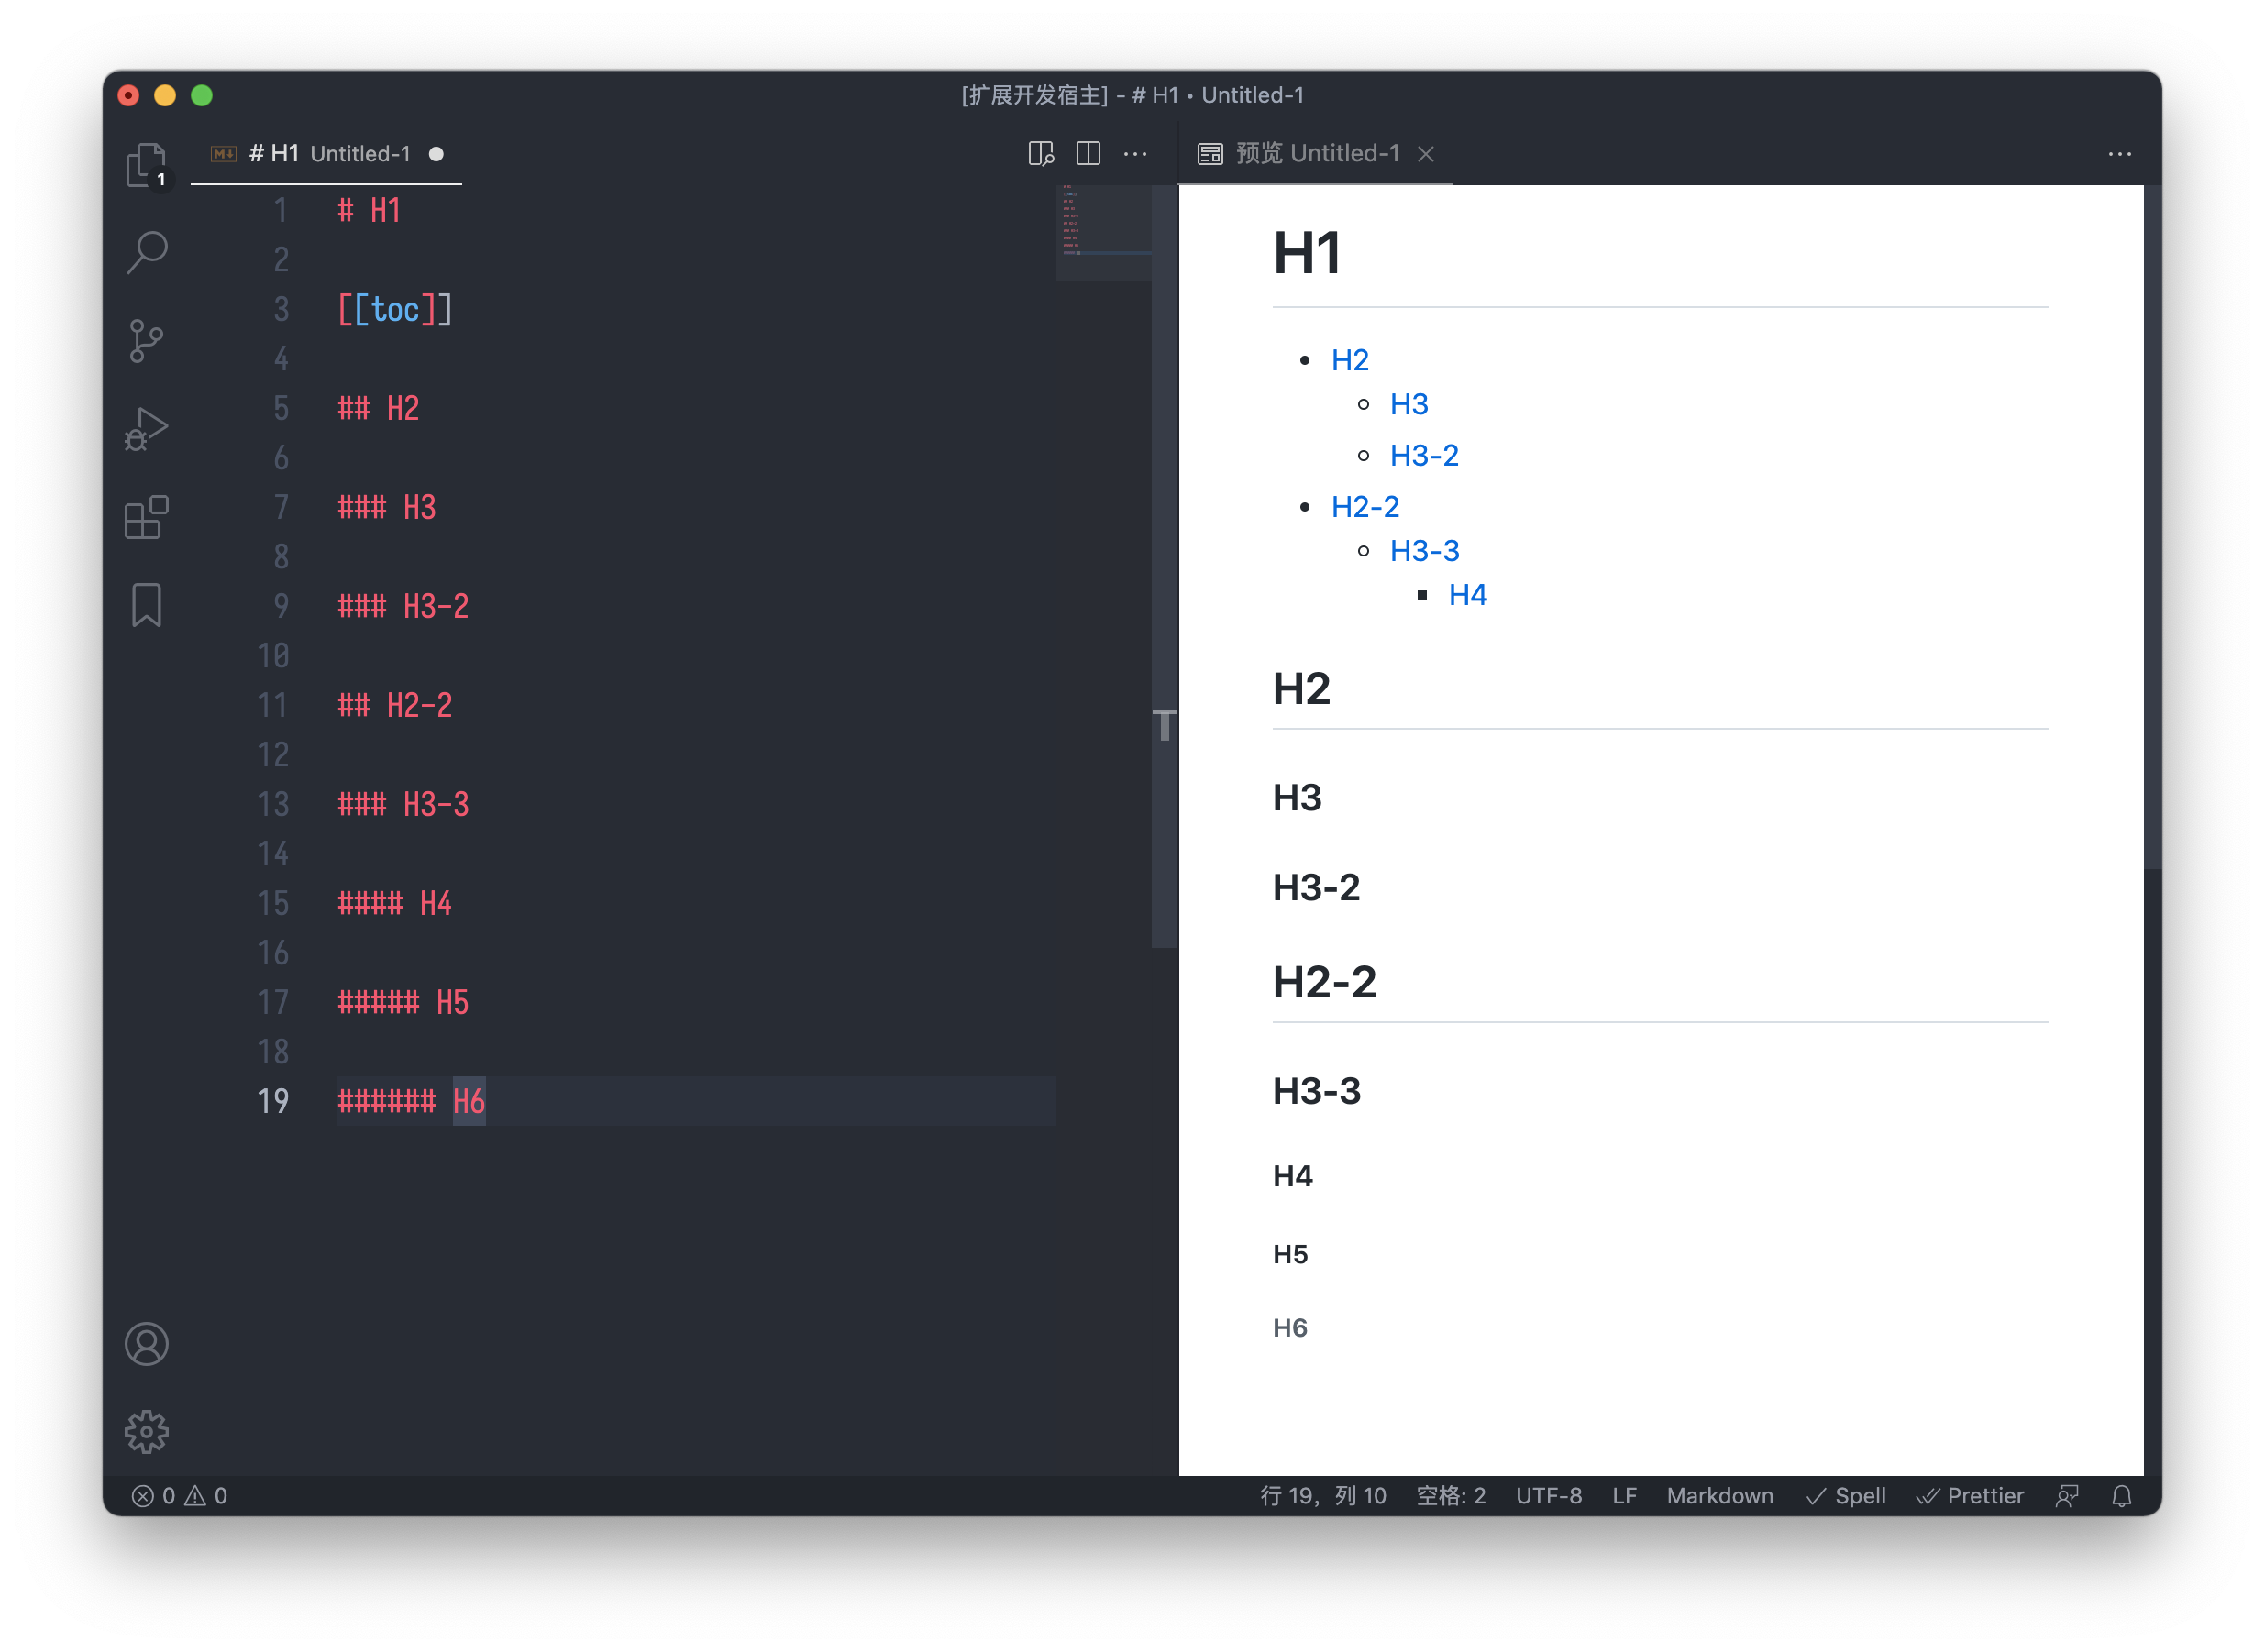 [扩展开发宿主] - # H1 • Untitled-1
# H1 Untitled-1
预览 Untitled-1
1
1 # H1
2
3 [[toc]]
4
5 ## H2
6
7 ### H3
8
9 ### H3-2
10
11 ## H2-2
12
13 ### H3-3
14
15 #### H4
16
17 ##### H5
18
19 ###### H6
H1
H2
H3
H3-2
H2-2
H3-3
H4
H2
H3
H3-2
H2-2
H3-3
H4
H5
H6
0 0
行 19，列 10 空格: 2 UTF-8 LF Markdown Spell Prettier